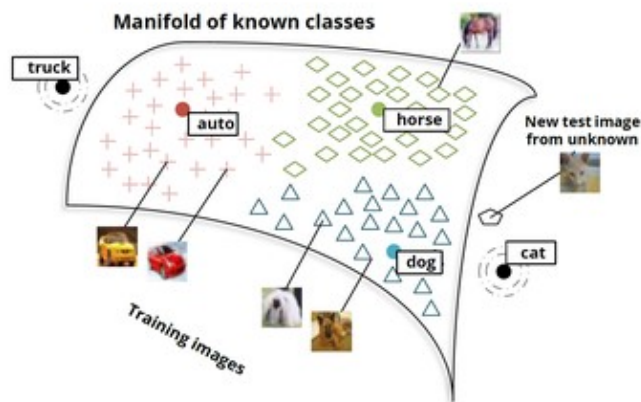 Manifold of known classes
truck
auto
horse
New test image
from unknown
dog
cat
Training images